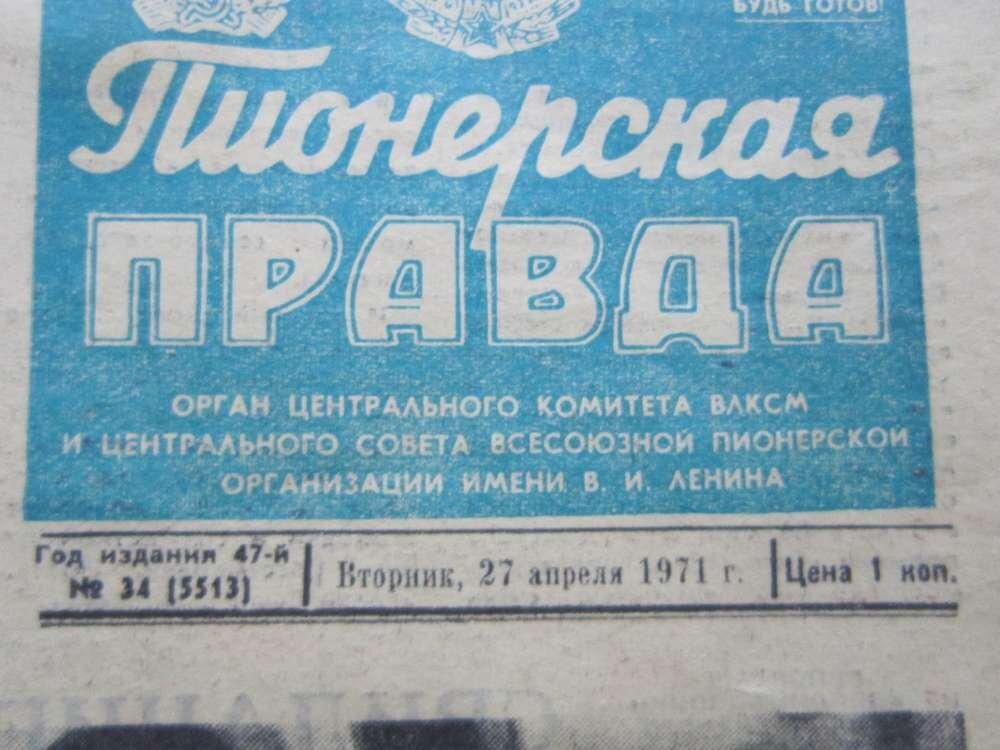 БУДЬ ГОТОВ!
Пионерская
ПРАВДА
ОРГАН ЦЕНТРАЛЬНОГО КОМИТЕТА ВЛКСМ
И ЦЕНТРАЛЬНОГО СОВЕТА ВСЕСОЮЗНОЙ ПИОНЕРСКОЙ
ОРГАНИЗАЦИИ ИМЕНИ В. И. ЛЕНИНА
Год издания 47-й
№ 34 (5513)
Вторник, 27 апреля 1971 г.
Цена 1 коп.